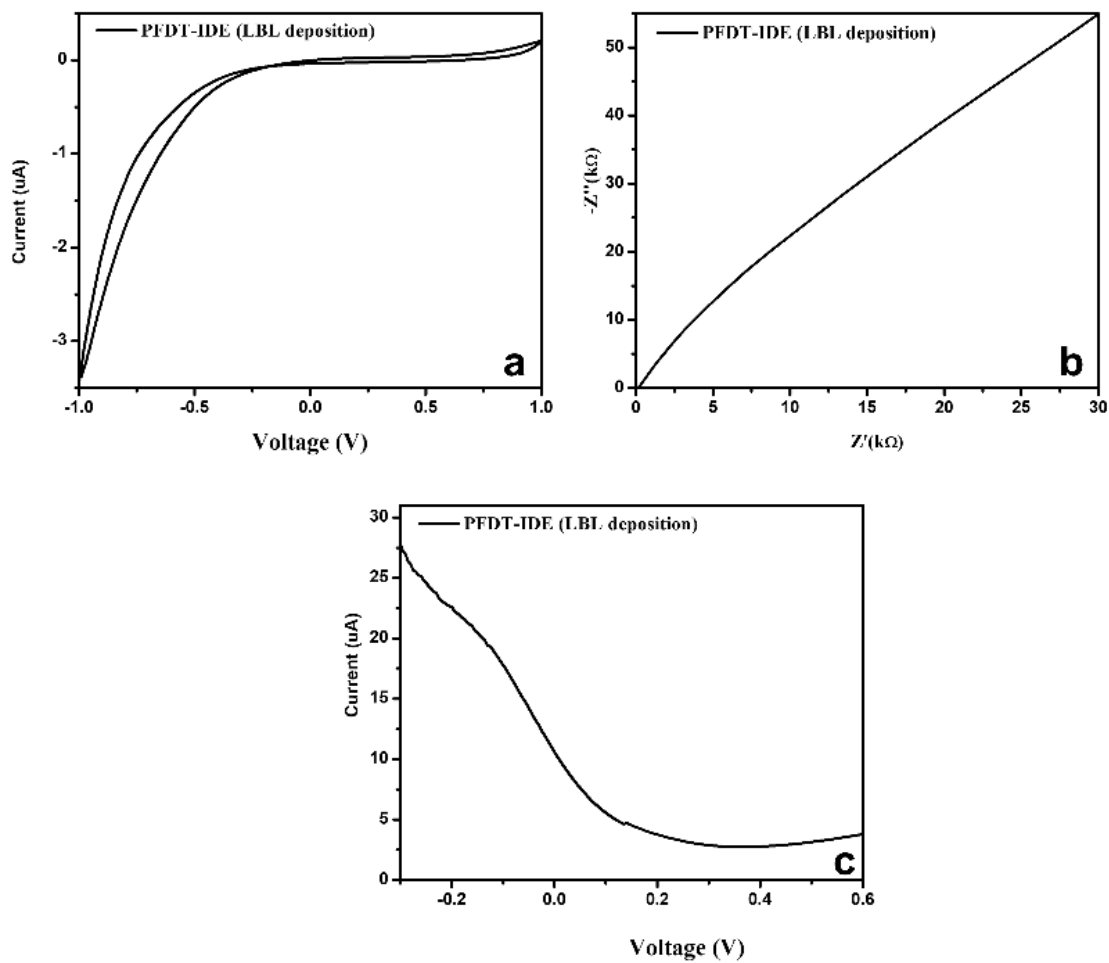 PFDT-IDE (LBL deposition)
0
-1
-2
-3
Current (uA)
-1.0 -0.5 0.0 0.5 1.0
Voltage (V)
a
PFDT-IDE (LBL deposition)
50
40
30
20
10
0
-Z''(kΩ)
0 5 10 15 20 25 30
Z'(kΩ)
b
PFDT-IDE (LBL deposition)
30
25
20
15
10
5
0
Current (uA)
-0.2 0.0 0.2 0.4 0.6
Voltage (V)
c